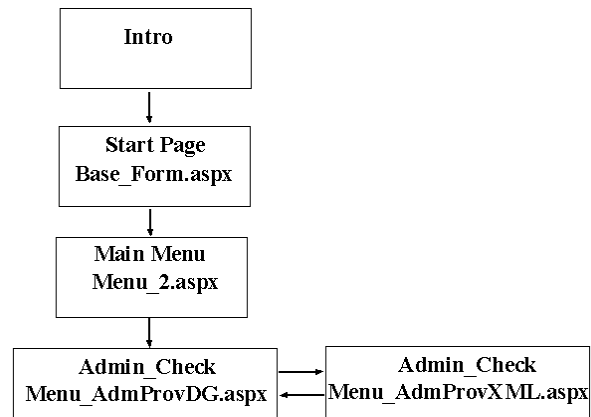 Intro
Start Page
Base_Form.aspx
Main Menu
Menu_2.aspx
Admin_Check
Menu_AdmProvDG.aspx
Admin_Check
Menu_AdmProvXML.aspx